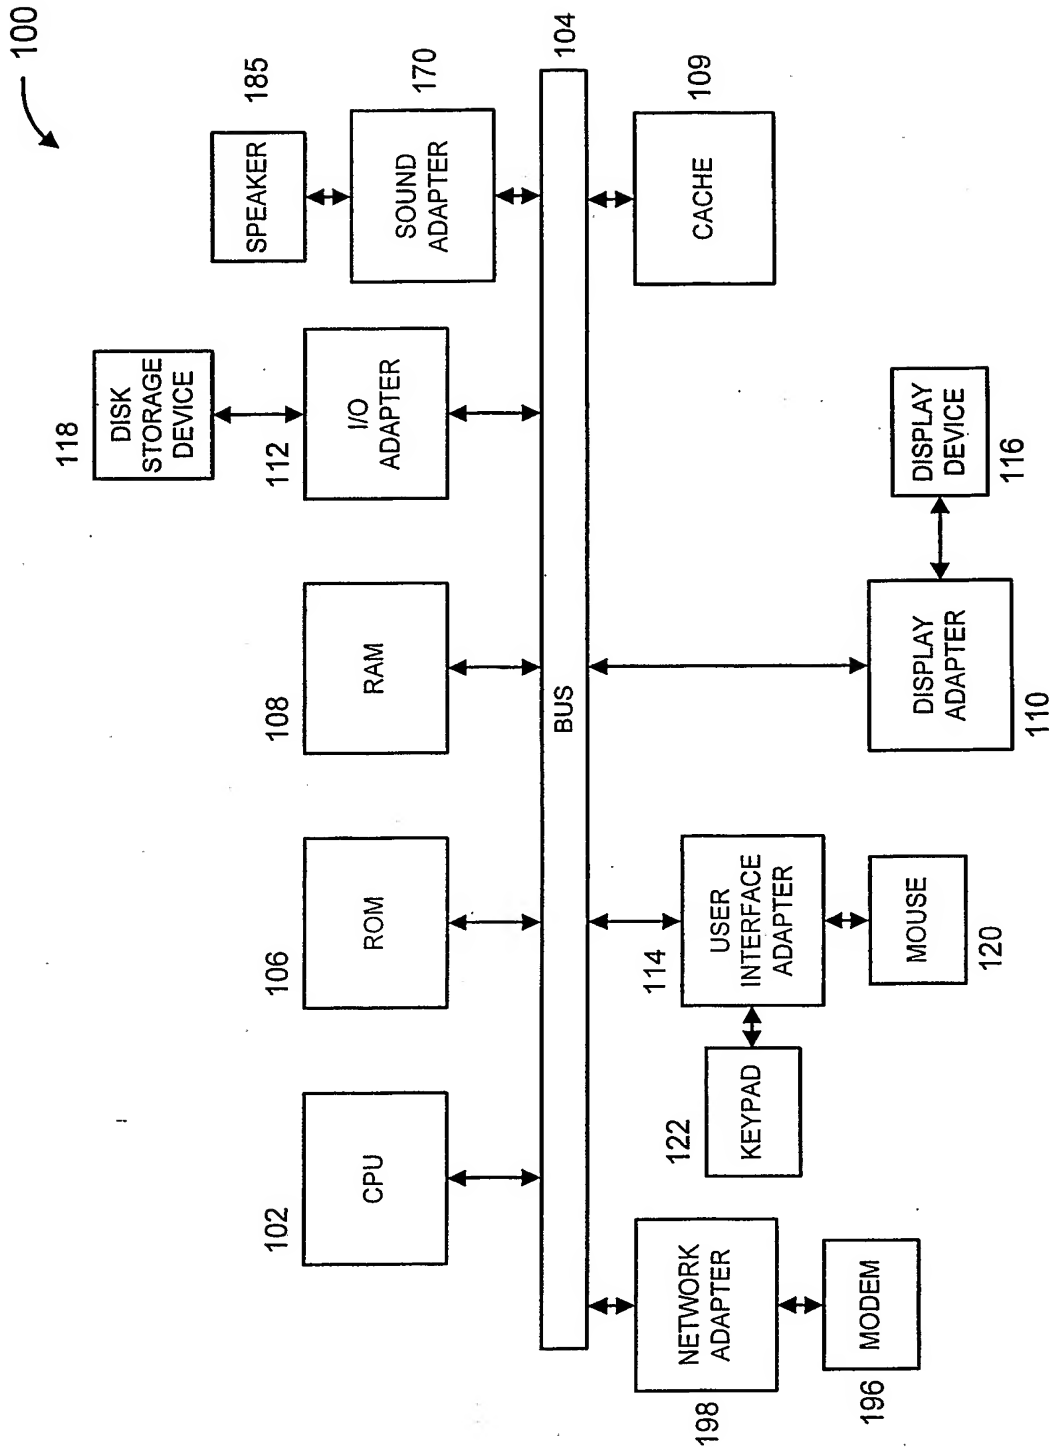 100
118
DISK
STORAGE
DEVICE
185
SPEAKER
102
CPU
106
ROM
108
RAM
112
I/O
ADAPTER
170
SOUND
ADAPTER
BUS
104
198
NETWORK
ADAPTER
196
MODEM
122
KEYPAD
114
USER
INTERFACE
ADAPTER
MOUSE
120
DISPLAY
ADAPTER
110
DISPLAY
DEVICE
116
CACHE
109